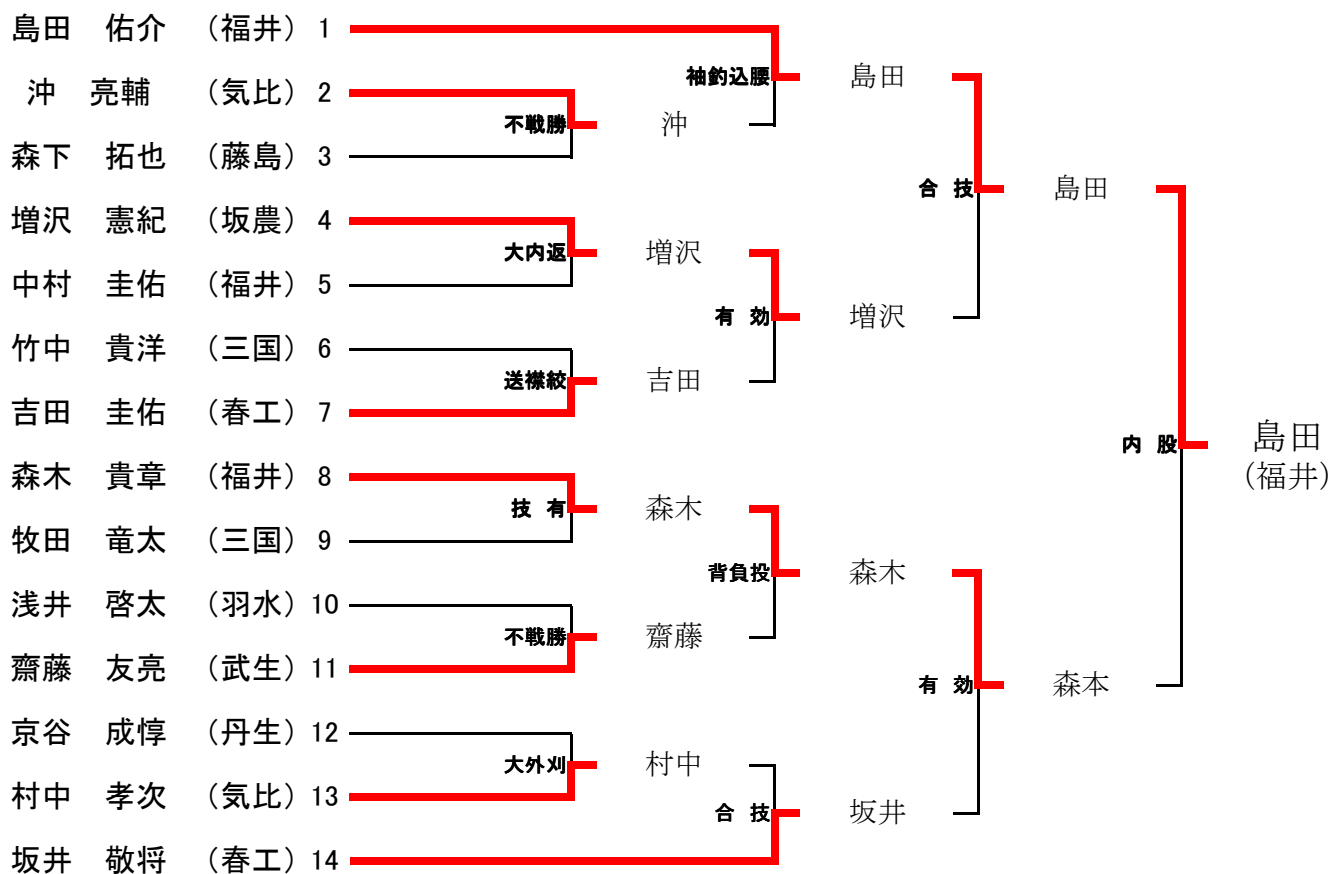 島田 佑介 （福井） 1
沖 亮輔 （気比） 2
森下 拓也 （藤島） 3
増沢 憲紀 （坂農） 4
中村 圭佑 （福井） 5
竹中 貴洋 （三国） 6
吉田 圭佑 （春工） 7
森木 貴章 （福井） 8
牧田 竜太 （三国） 9
浅井 啓太 （羽水） 10
齋藤 友亮 （武生） 11
京谷 成惇 （丹生） 12
村中 孝次 （気比） 13
坂井 敬将 （春工） 14
不戦勝
大内返
送襟絞
技 有
不戦勝
大外刈
沖
増沢
吉田
森木
齋藤
村中
袖釣込腰
有 効
背負投
合 技
島田
増沢
森木
坂井
合 技
有 効
島田
森本
内 股
島田
（福井）